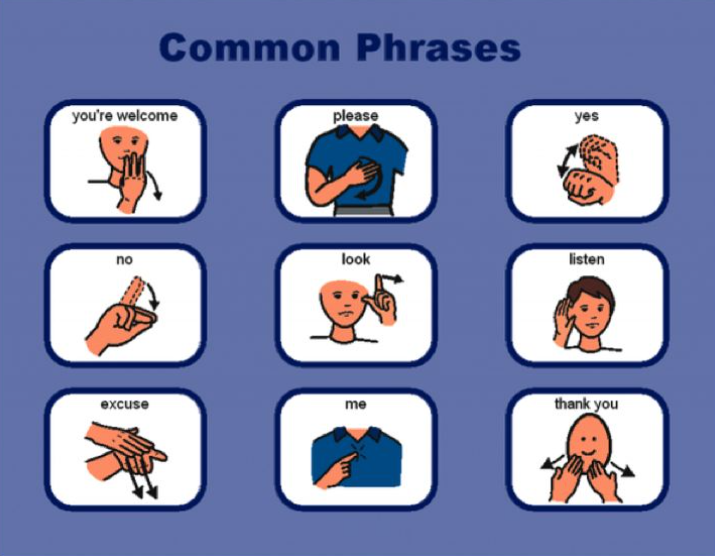 Common Phrases
you're welcome
please
yes
no
look
listen
excuse
me
thank you